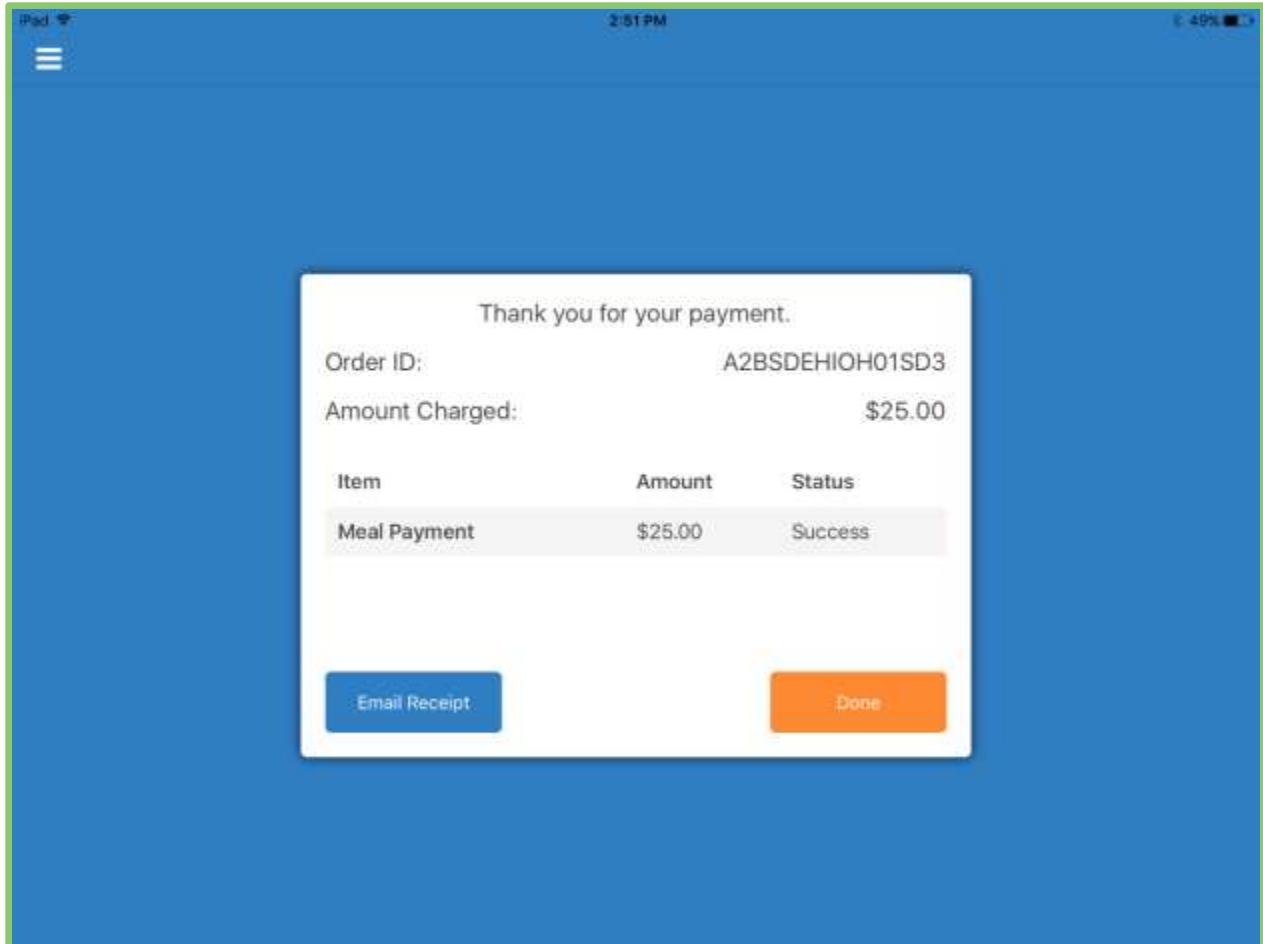 iPad 2:51 PM 49%
Thank you for your payment.
Order ID: A2BSDEHIOH01SD3
Amount Charged: $25.00
Item Amount Status
Meal Payment $25.00 Success
Email Receipt Done